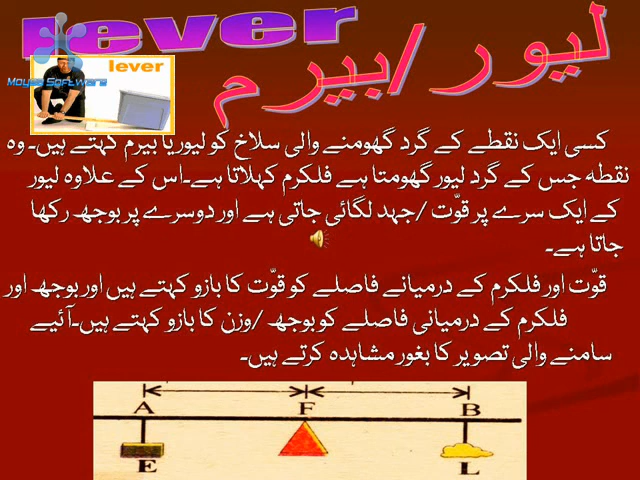 lever
لیور/بیرم
Moyea Software
lever
کسی ایک نقطے کے گرد گھومنے والی سلاخ کو لیور یا بیرم کہتے ہیں۔ وہ
نقطہ جس کے گرد لیور گھومتا ہے فلکرم کہلاتا ہے۔اس کے علاوہ لیور
کے ایک سرے پر قوّت /جہد لگائی جاتی ہے اور دوسرے پر بوجھ رکھا
جاتا ہے۔
قوّت اور فلکرم کے درمیانے فاصلے کو قوّت کا بازو کہتے ہیں اور بوجھ اور
فلکرم کے درمیانی فاصلے کو بوجھ /وزن کا بازو کہتے ہیں۔آئیے
سامنے والی تصویر کا بغور مشاہدہ کرتے ہیں۔
A F B
E L